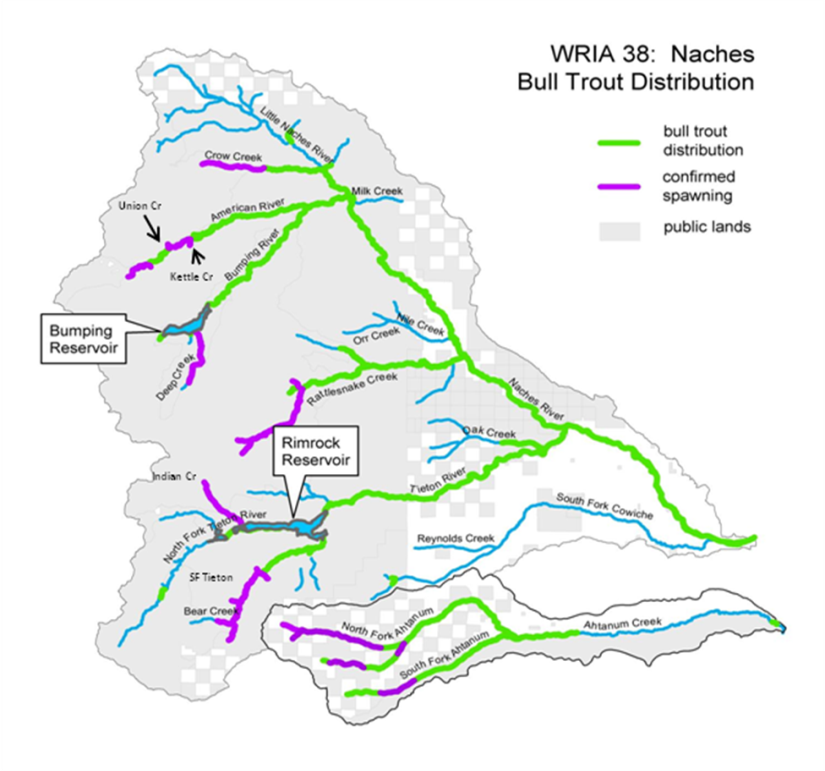 WRIA 38: Naches
Bull Trout Distribution
bull trout
distribution
confirmed
spawning
public lands
Little Naches River
Crow Creek
Milk Creek
Union Cr
American River
Kettle Cr
Bumping River
Bumping
Reservoir
Deep Creek
Nile Creek
Orr Creek
Rattlesnake Creek
Naches River
Rimrock
Reservoir
Oak Creek
Indian Cr
Tieton River
North Fork Tieton River
South Fork Cowiche
Reynolds Creek
SF Tieton
Bear Creek
North Fork Ahtanum
Ahtanum Creek
South Fork Ahtanum